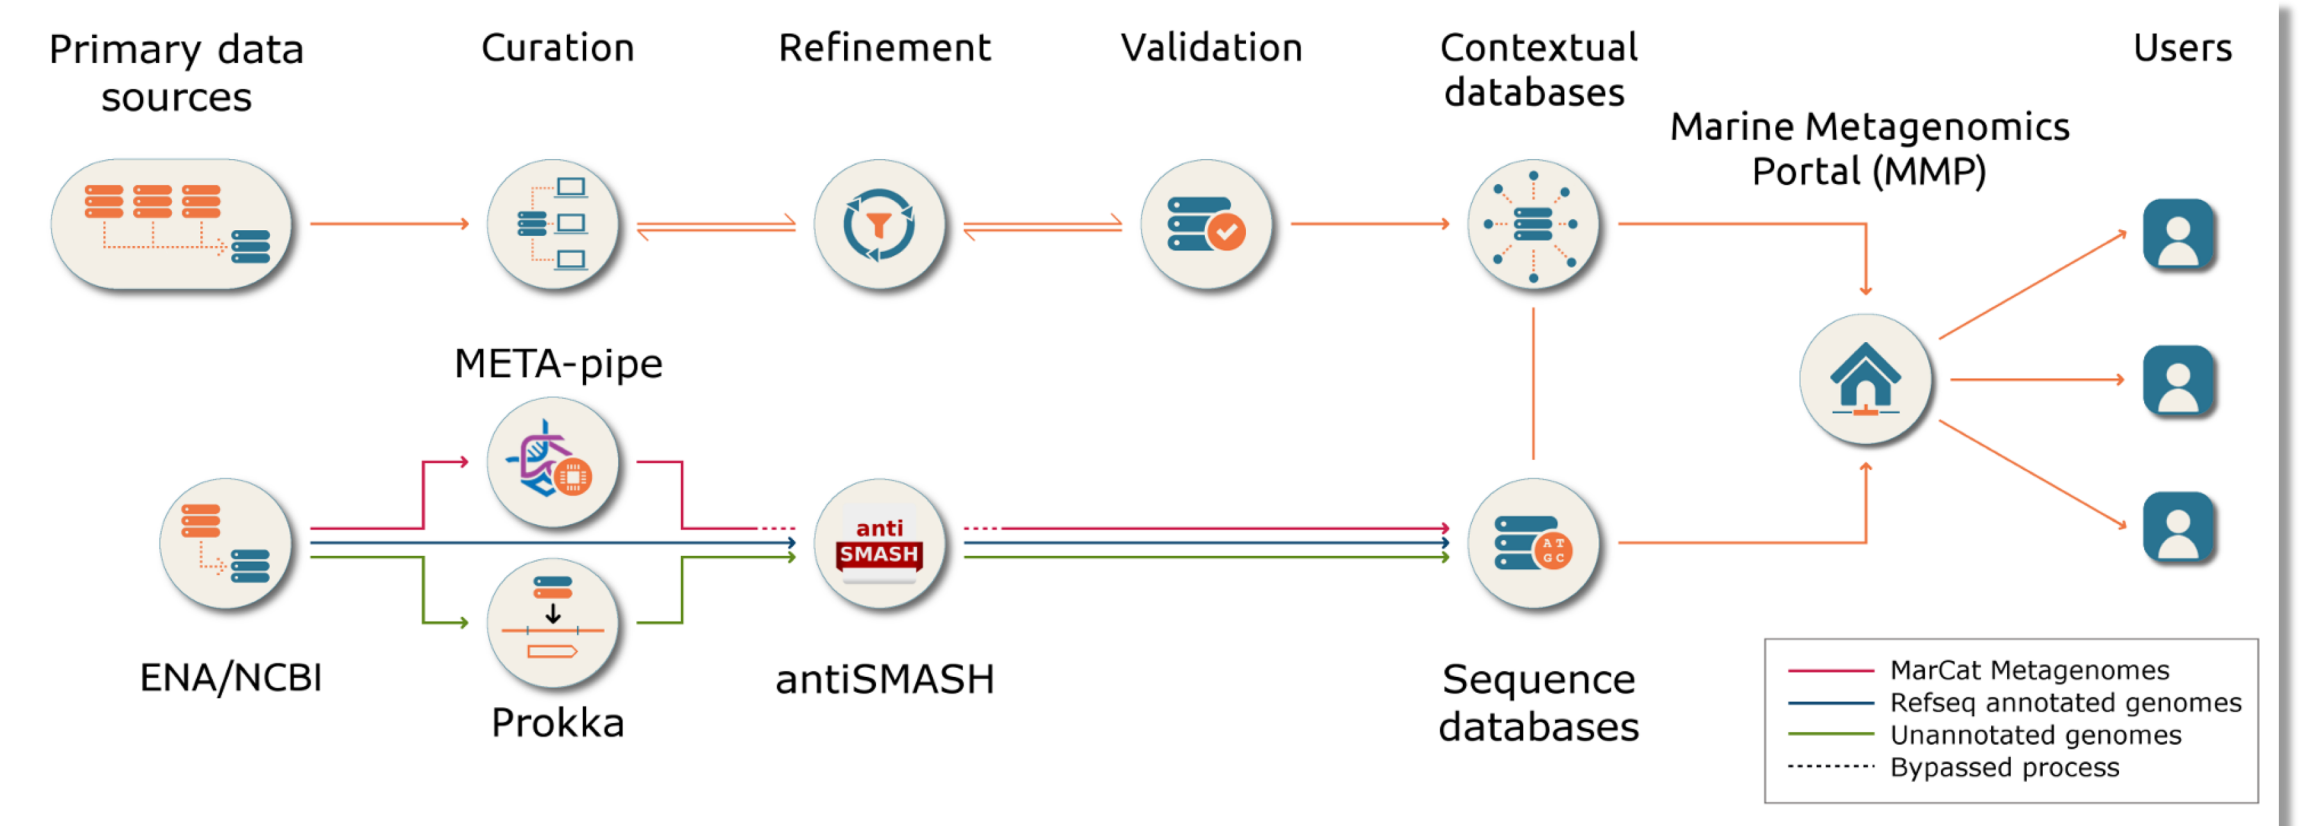 Primary data
sources
Curation
Refinement
Validation
Contextual
databases
Users
Marine Metagenomics
Portal (MMP)
META-pipe
anti
SMASH
A T
G C
ENA/NCBI
Prokka
antiSMASH
Sequence
databases
MarCat Metagenomes
Refseq annotated genomes
Unannotated genomes
Bypassed process